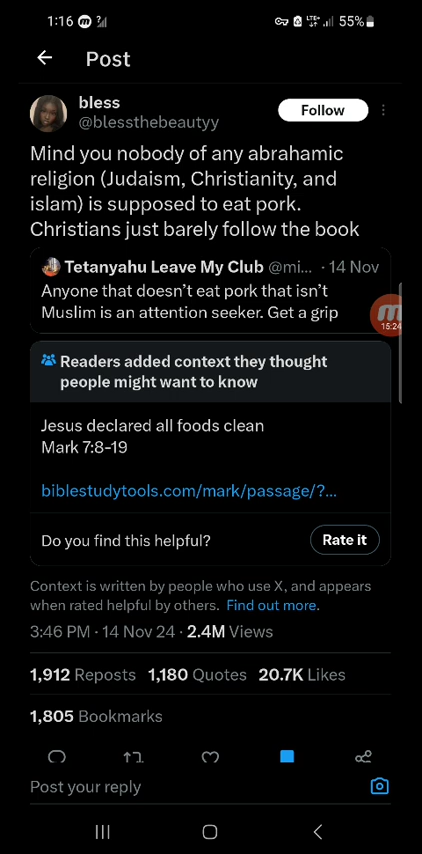 1:16
LTE+
55%
Post
bless
Follow
@blessthebeautyy
Mind you nobody of any abrahamic
religion (Judaism, Christianity, and
islam) is supposed to eat pork.
Christians just barely follow the book
Tetanyahu Leave My Club @mi... · 14 Nov
Anyone that doesn't eat pork that isn't
Muslim is an attention seeker. Get a grip
15:24
Readers added context they thought
people might want to know
Jesus declared all foods clean
Mark 7:8-19
biblestudytools.com/mark/passage/?...
Do you find this helpful?
Rate it
Context is written by people who use X, and appears
when rated helpful by others. Find out more.
3:46 PM · 14 Nov 24 · 2.4M Views
1,912 Reposts 1,180 Quotes 20.7K Likes
1,805 Bookmarks
Post your reply